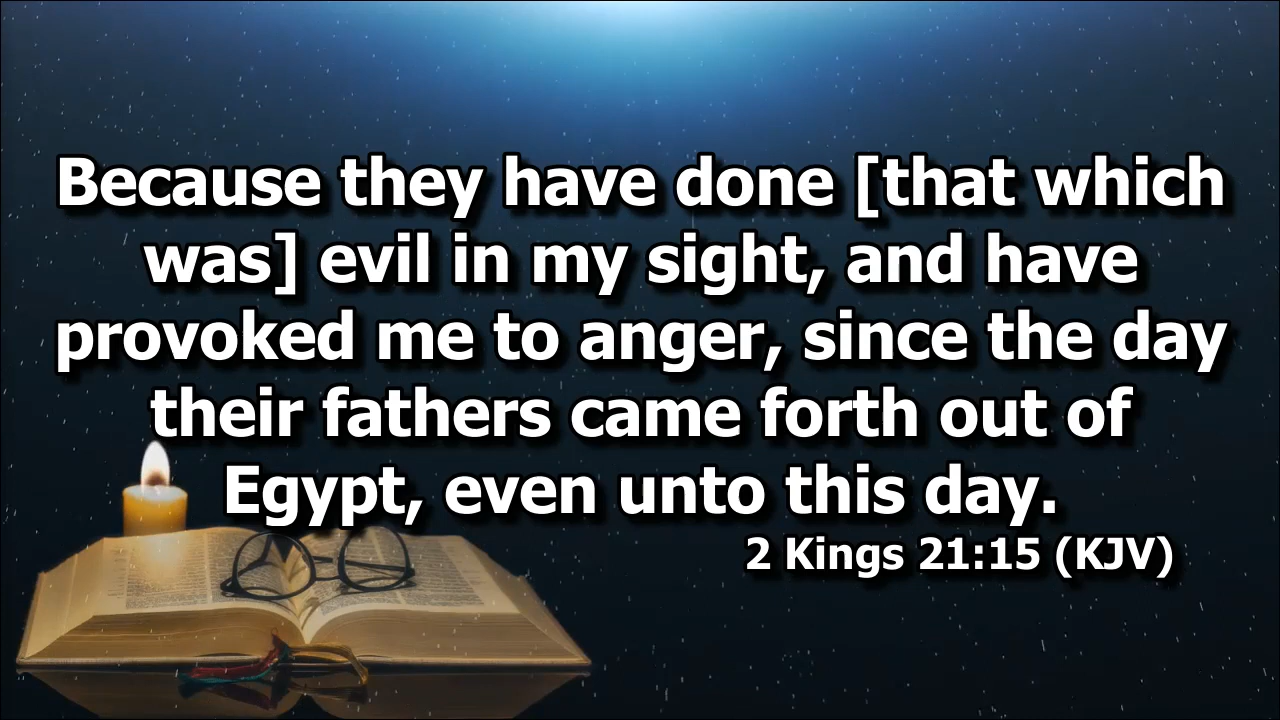 Because they have done [that which
was] evil in my sight, and have
provoked me to anger, since the day
their fathers came forth out of
Egypt, even unto this day.
2 Kings 21:15 (KJV)